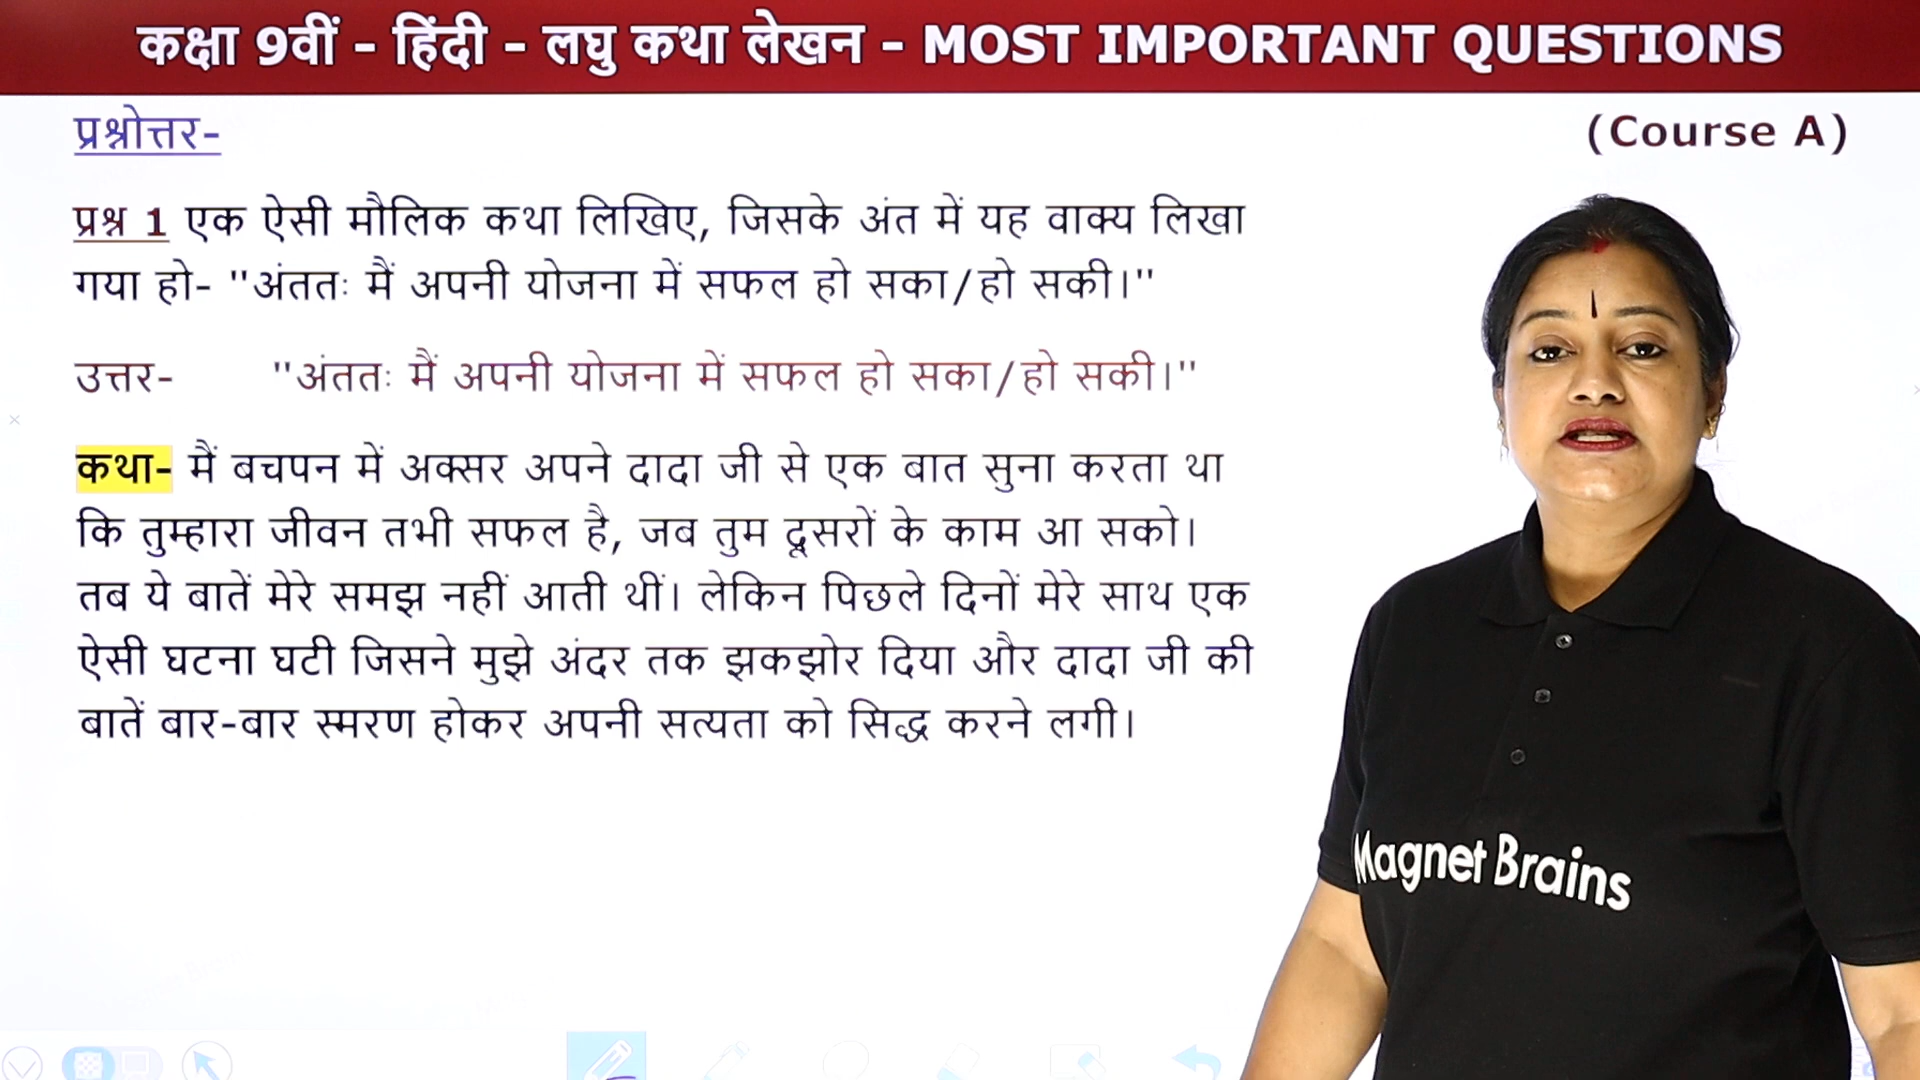 कक्षा 9वीं – हिंदी – लघु कथा लेखन – MOST IMPORTANT QUESTIONS
प्रश्नोत्तर-
(Course A)
प्रश्न 1 एक ऐसी मौलिक कथा लिखिए, जिसके अंत में यह वाक्य लिखा
गया हो- "अंततः मैं अपनी योजना में सफल हो सका/हो सकी।"
उत्तर- "अंततः मैं अपनी योजना में सफल हो सका/हो सकी।"
कथा- मैं बचपन में अक्सर अपने दादा जी से एक बात सुना करता था
कि तुम्हारा जीवन तभी सफल है, जब तुम दूसरों के काम आ सको।
तब ये बातें मेरे समझ नहीं आती थीं। लेकिन पिछले दिनों मेरे साथ एक
ऐसी घटना घटी जिसने मुझे अंदर तक झकझोर दिया और दादा जी की
बातें बार-बार स्मरण होकर अपनी सत्यता को सिद्ध करने लगी।
Magnet Brains